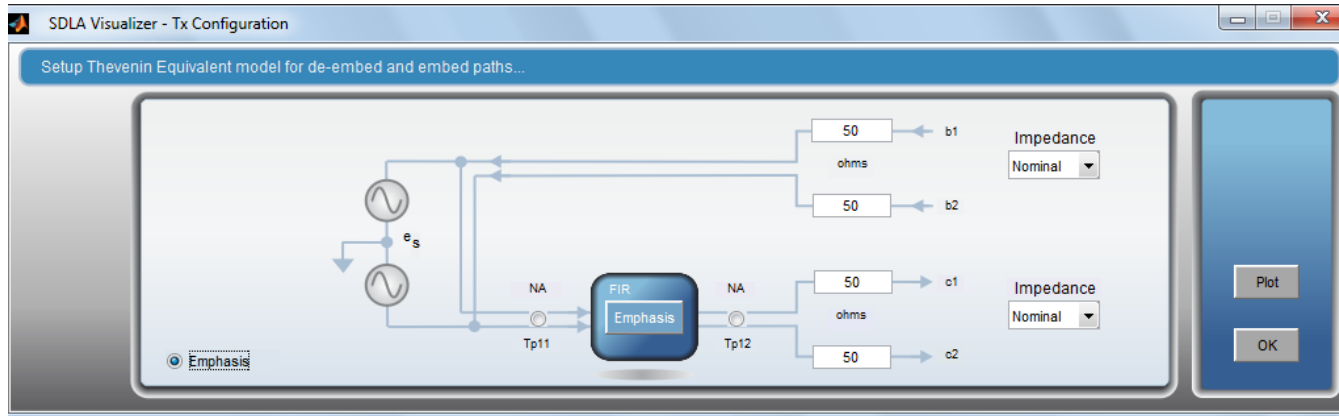 SDLA Visualizer - Tx Configuration
Setup Thevenin Equivalent model for de-embed and embed paths...
50
b1
Impedance
ohms
Nominal
50
b2
es
NA
FIR
NA
50
c1
Impedance
Plot
Emphasis
ohms
Nominal
Tp11
Tp12
OK
Emphasis
50
c2